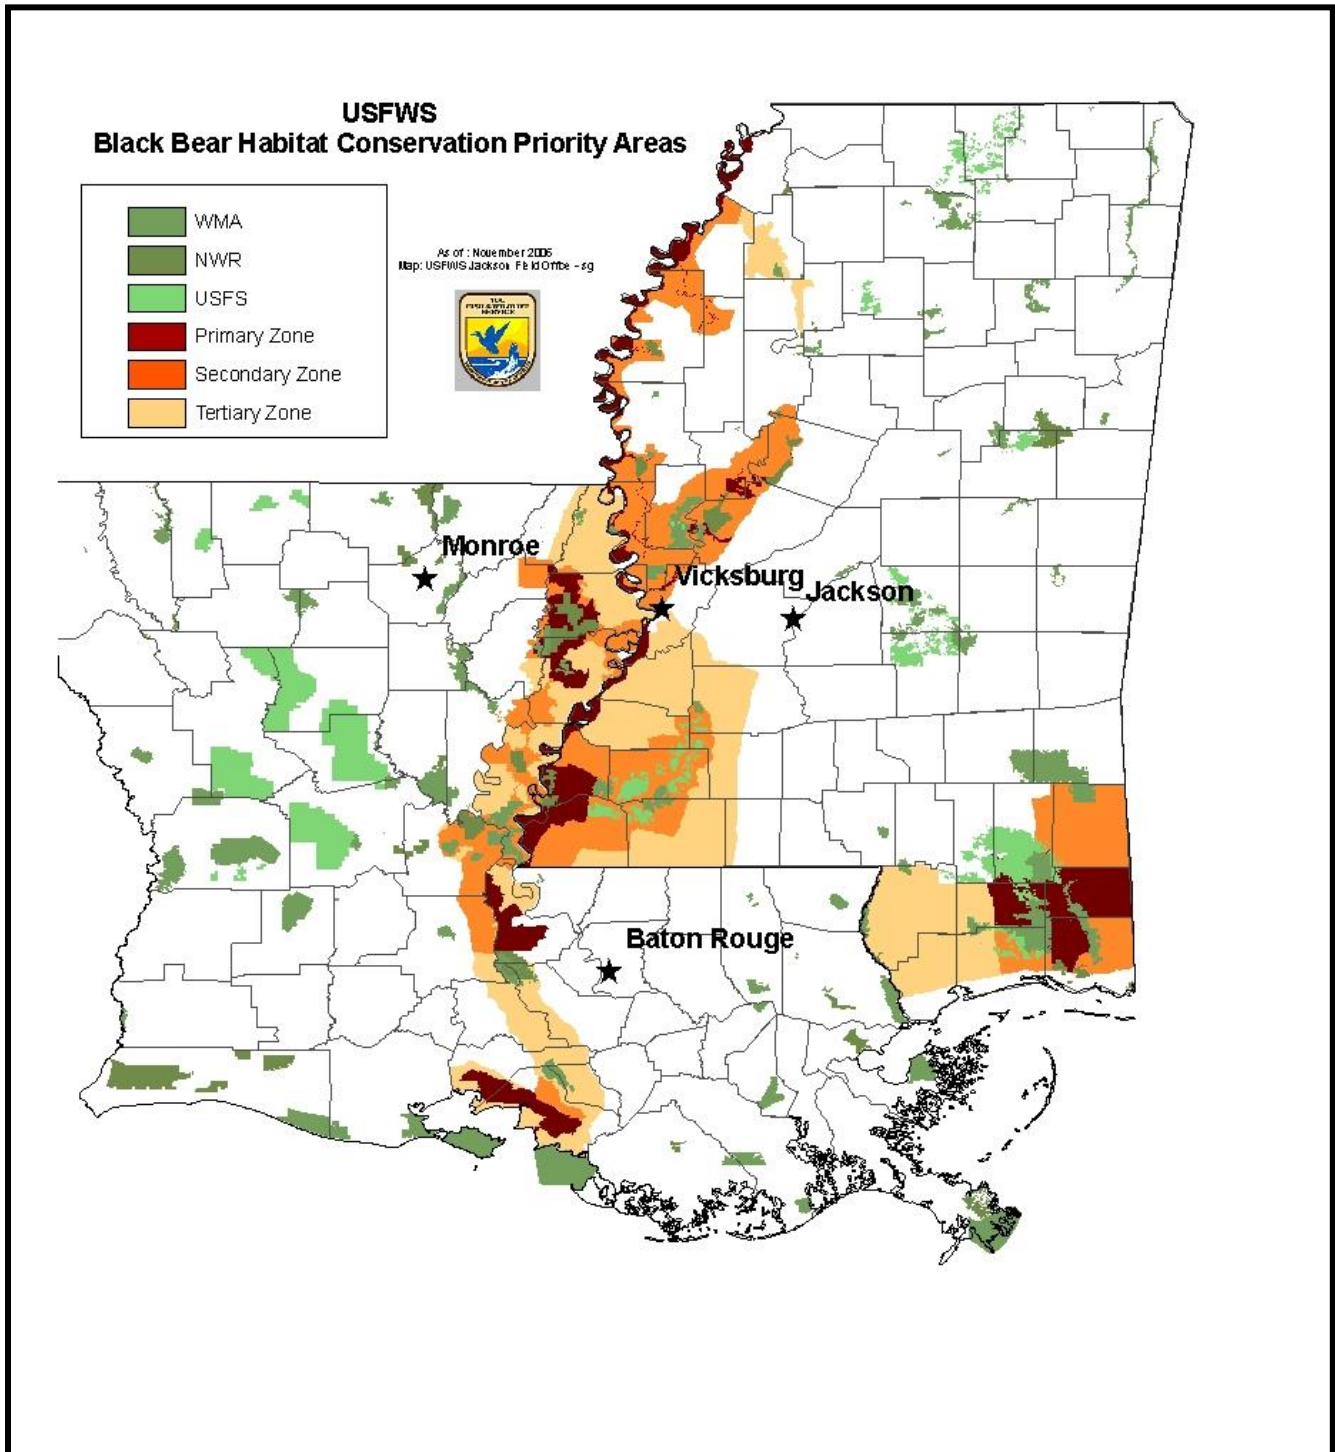 USFWS
Black Bear Habitat Conservation Priority Areas
WMA
NWR
USFS
Primary Zone
Secondary Zone
Tertiary Zone
As of : November 2006
Map: USFWS Jackson Field Office - sg
Monroe
Vicksburg
Jackson
Baton Rouge